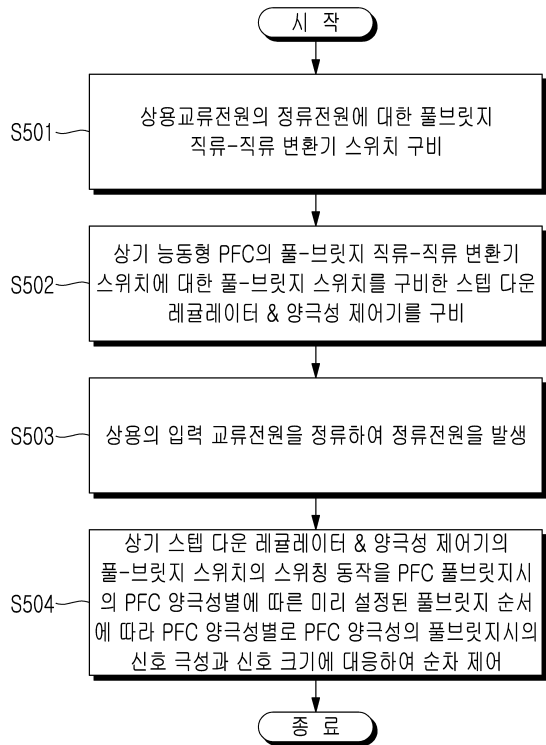 시 작
S501
상용교류전원의 정류전원에 대한 풀브릿지
직류-직류 변환기 스위치 구비
S502
상기 능동형 PFC의 풀-브릿지 직류-직류 변환기
스위치에 대한 풀-브릿지 스위치를 구비한 스텝 다운
레귤레이터 & 양극성 제어기를 구비
S503
상용의 입력 교류전원을 정류하여 정류전원을 발생
S504
상기 스텝 다운 레귤레이터 & 양극성 제어기의
풀-브릿지 스위치의 스위칭 동작을 PFC 풀브릿지시
의 PFC 양극성별에 따른 미리 설정된 풀브릿지 순서
에 따라 PFC 양극성별로 PFC 양극성의 풀브릿지시의
신호 극성과 신호 크기에 대응하여 순차 제어
종 료